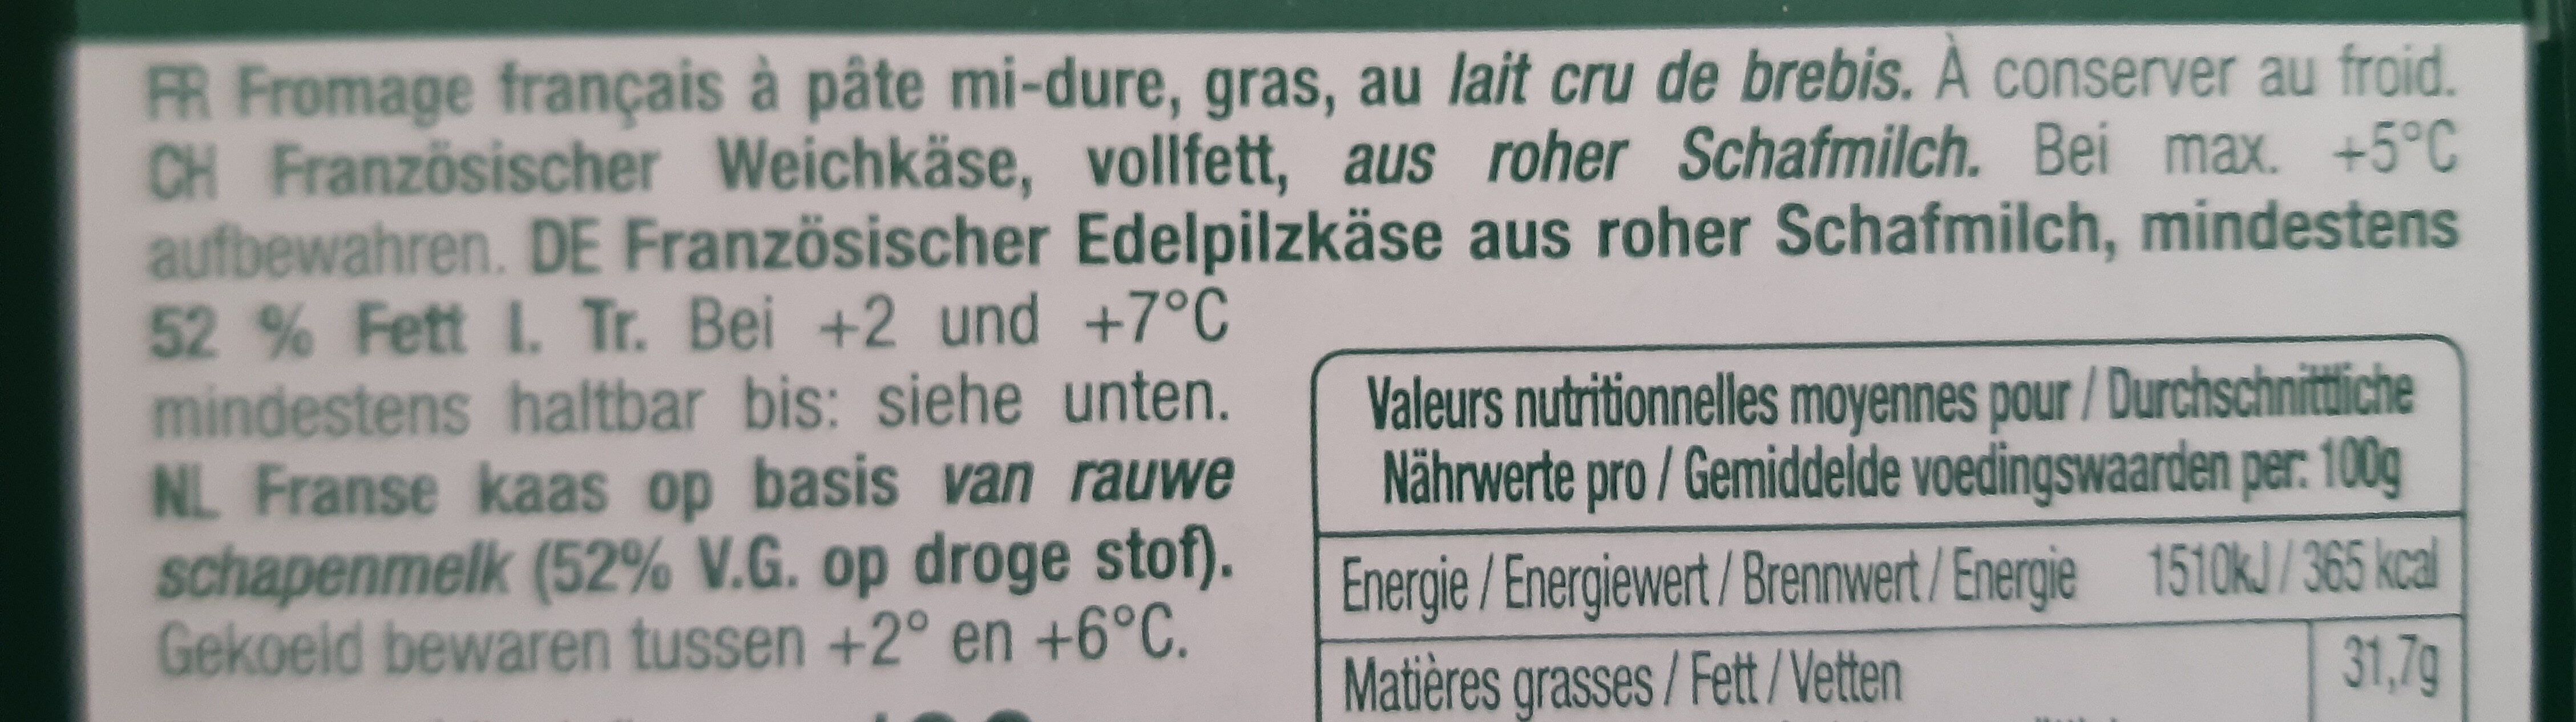 FR Fromage français à pâte mi-dure, gras, au lait cru de brebis. À conserver au froid.
CH Französischer Weichkäse, vollfett, aus roher Schafmilch. Bei max. +5°C
aufbewahren. DE Französischer Edelpilzkäse aus roher Schafmilch, mindestens
52 % Fett I. Tr. Bei +2 und +7°C
mindestens haltbar bis: siehe unten.
NL Franse kaas op basis van rauwe
schapenmelk (52% V.G. op droge stof).
Gekoeld bewaren tussen +2° en +6°C.
Valeurs nutritionnelles moyennes pour / Durchschnittliche
Nährwerte pro / Gemiddelde voedingswaarden per: 100g
Energie / Energiewert / Brennwert / Energie 1510kJ / 365 kcal
Matières grasses / Fett / Vetten 31,7g